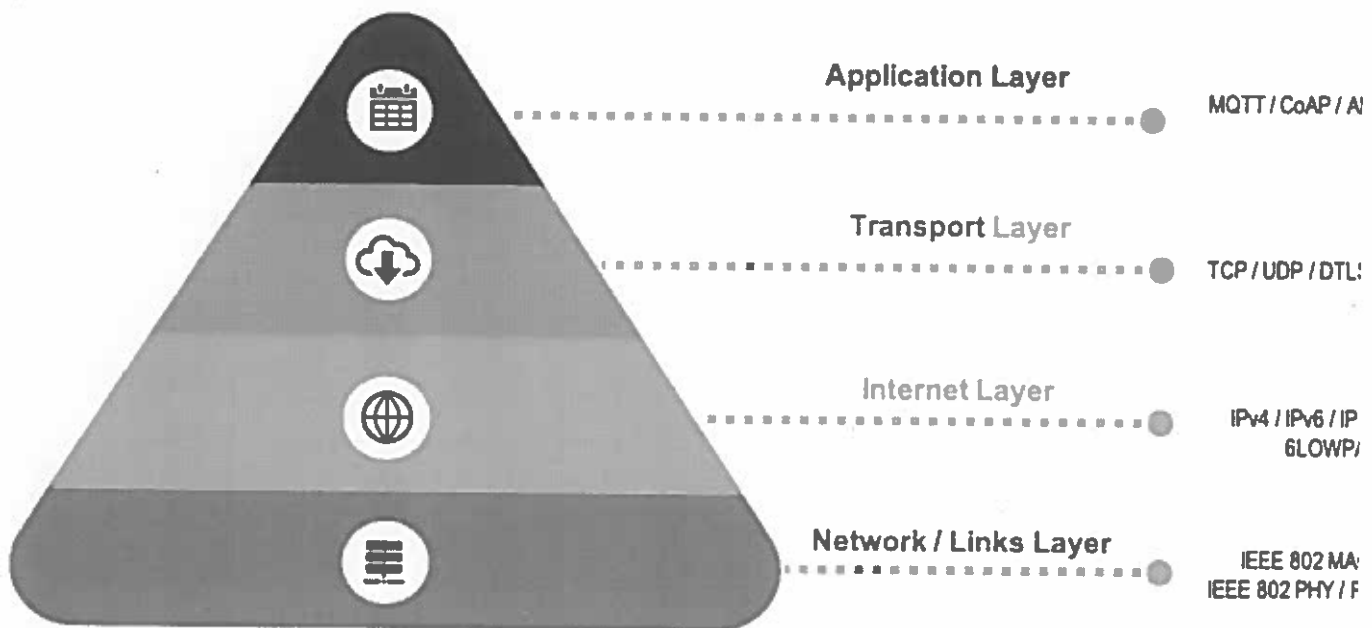 Application Layer
MQTT / CoAP /
Transport Layer
TCP / UDP /
Internet Layer
IPv4 / IPv6 /
Network / Links Layer
IEEE 802
IEEE 802 PHY /